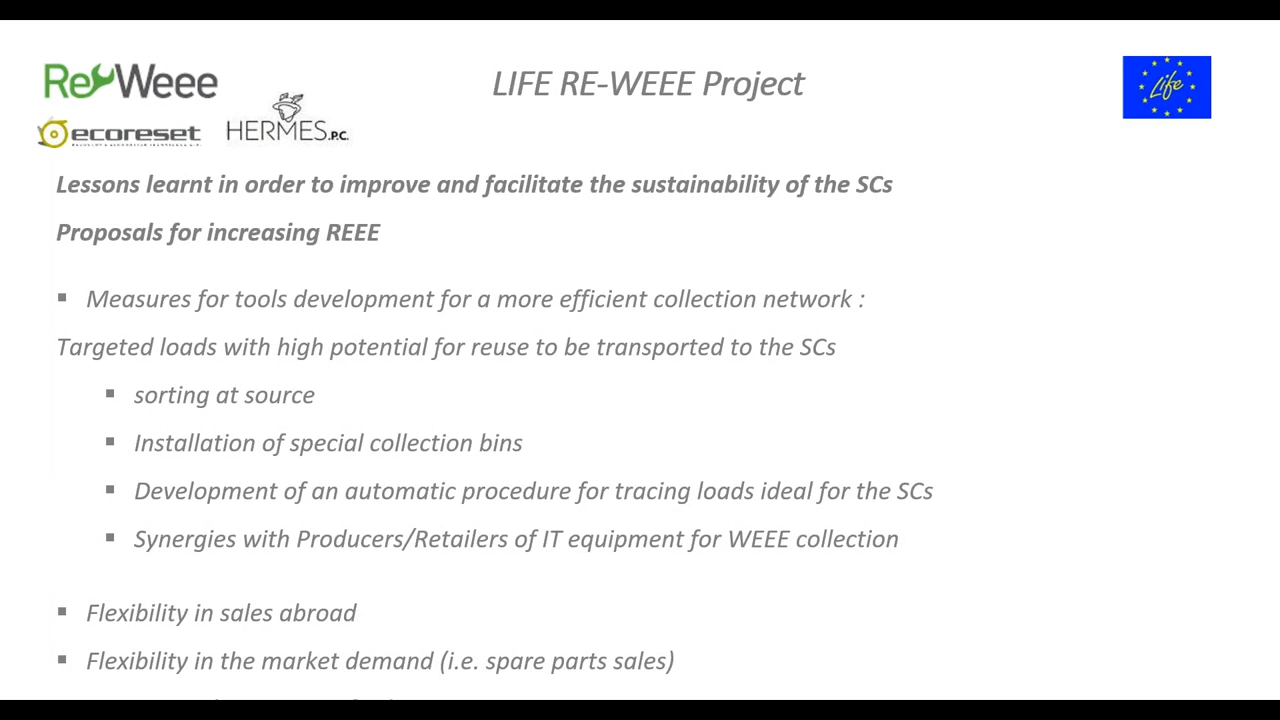 Re Weee
LIFE RE-WEEE Project
Life
ecoreset
HERMES.P.C.
Lessons learnt in order to improve and facilitate the sustainability of the SCs
Proposals for increasing REEE
▪ Measures for tools development for a more efficient collection network :
Targeted loads with high potential for reuse to be transported to the SCs
▪ sorting at source
▪ Installation of special collection bins
▪ Development of an automatic procedure for tracing loads ideal for the SCs
▪ Synergies with Producers/Retailers of IT equipment for WEEE collection
▪ Flexibility in sales abroad
▪ Flexibility in the market demand (i.e. spare parts sales)